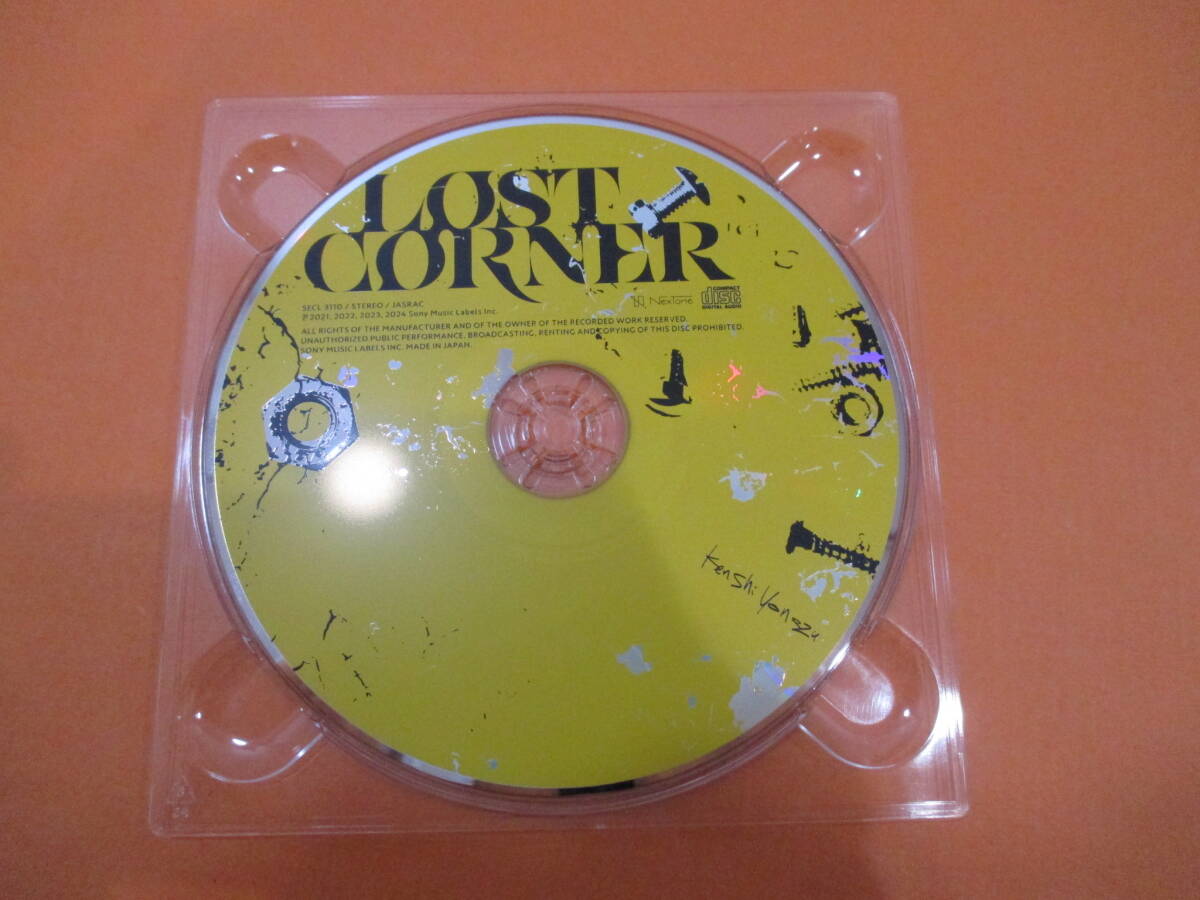 LOST
CORNER
SECL 3110 / STEREO / JASRAC
℗2021, 2022, 2023, 2024 Sony Music Labels Inc.
NexTone
COMPACT
disc
DIGITAL AUDIO
ALL RIGHTS OF THE MANUFACTURER AND OF THE OWNER OF THE RECORDED WORK RESERVED.
UNAUTHORIZED PUBLIC PERFORMANCE, BROADCASTING, RENTING AND COPYING OF THIS DISC PROHIBITED.
SONY MUSIC LABELS INC. MADE IN JAPAN.
Kenshi Yonezu